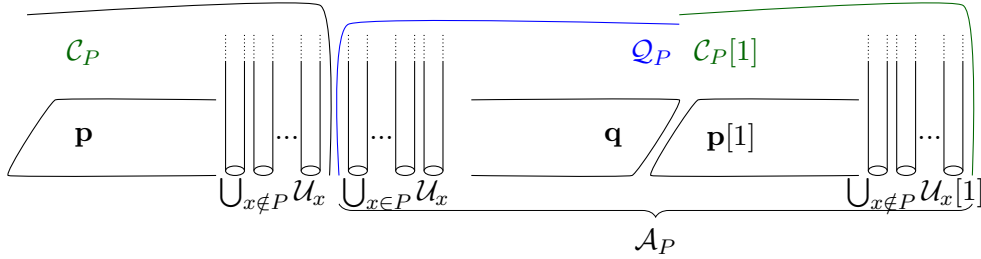 𝒞_P 𝒬_P 𝒞_P[1]
p ... ... q p[1] ...
⋃_{x∉P} 𝒰_x ⋃_{x∈P} 𝒰_x ⋃_{x∉P} 𝒰_x[1]
𝒜_P